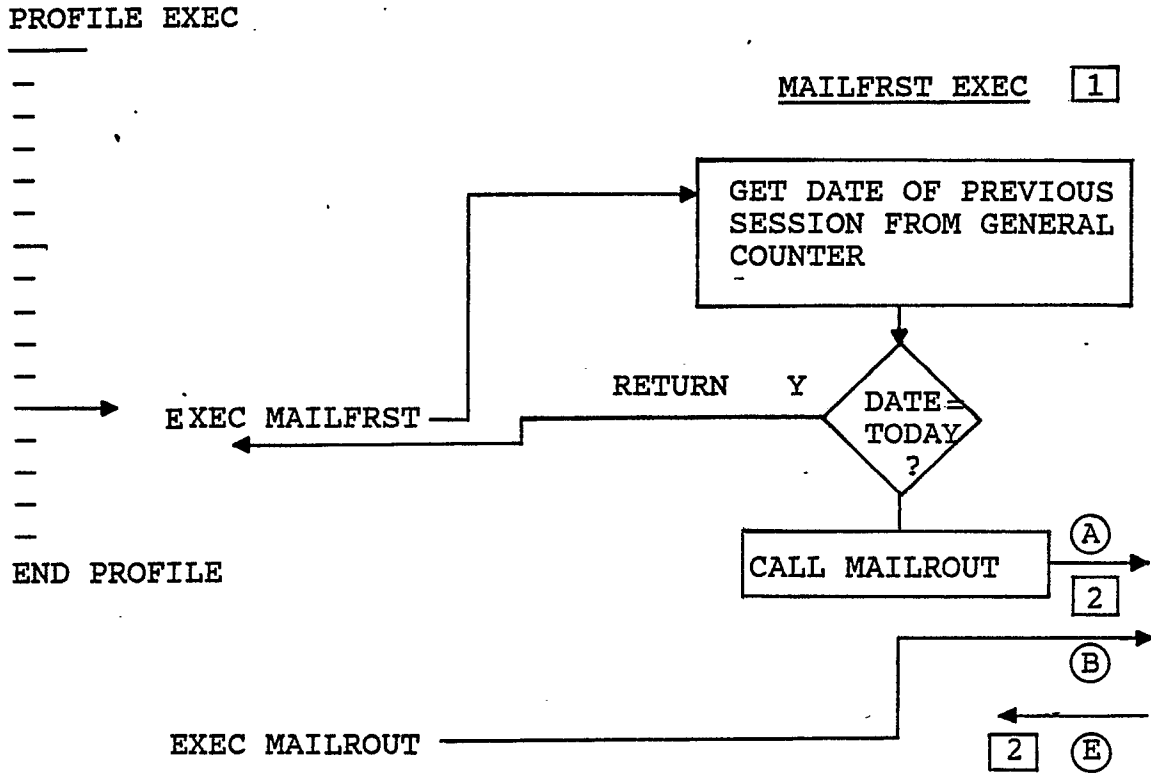 PROFILE EXEC
MAILFRST EXEC 1
GET DATE OF PREVIOUS
SESSION FROM GENERAL
COUNTER
RETURN Y
DATE=
TODAY
?
EXEC MAILFRST
CALL MAILROUT
A
2
END PROFILE
B
EXEC MAILROUT
2 E